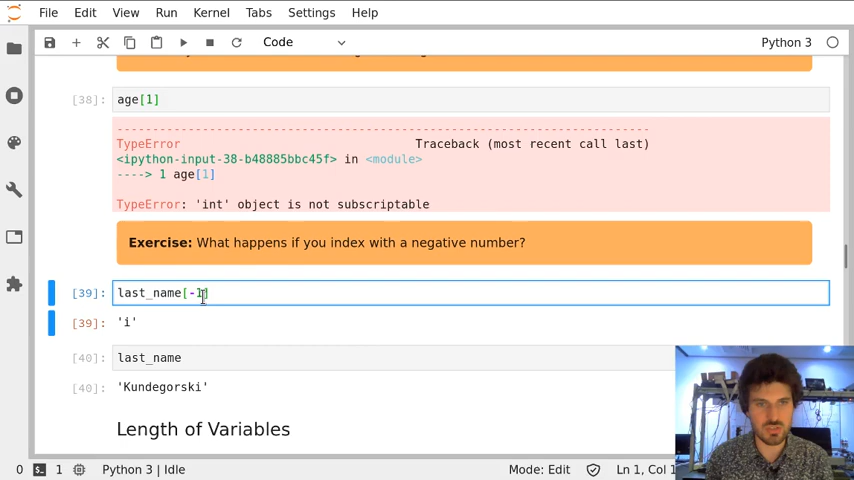 File Edit View Run Kernel Tabs Settings Help
Code
Python 3
[38]: age[1]
---------------------------------------------------------------------------
TypeError Traceback (most recent call last)
<ipython-input-38-b48885bbc45f> in <module>
----> 1 age[1]
TypeError: 'int' object is not subscriptable
Exercise: What happens if you index with a negative number?
[39]: last_name[-1]
[39]: 'i'
[40]: last_name
[40]: 'Kundegorski'
Length of Variables
0 1 Python 3 | Idle Mode: Edit Ln 1, Col 1